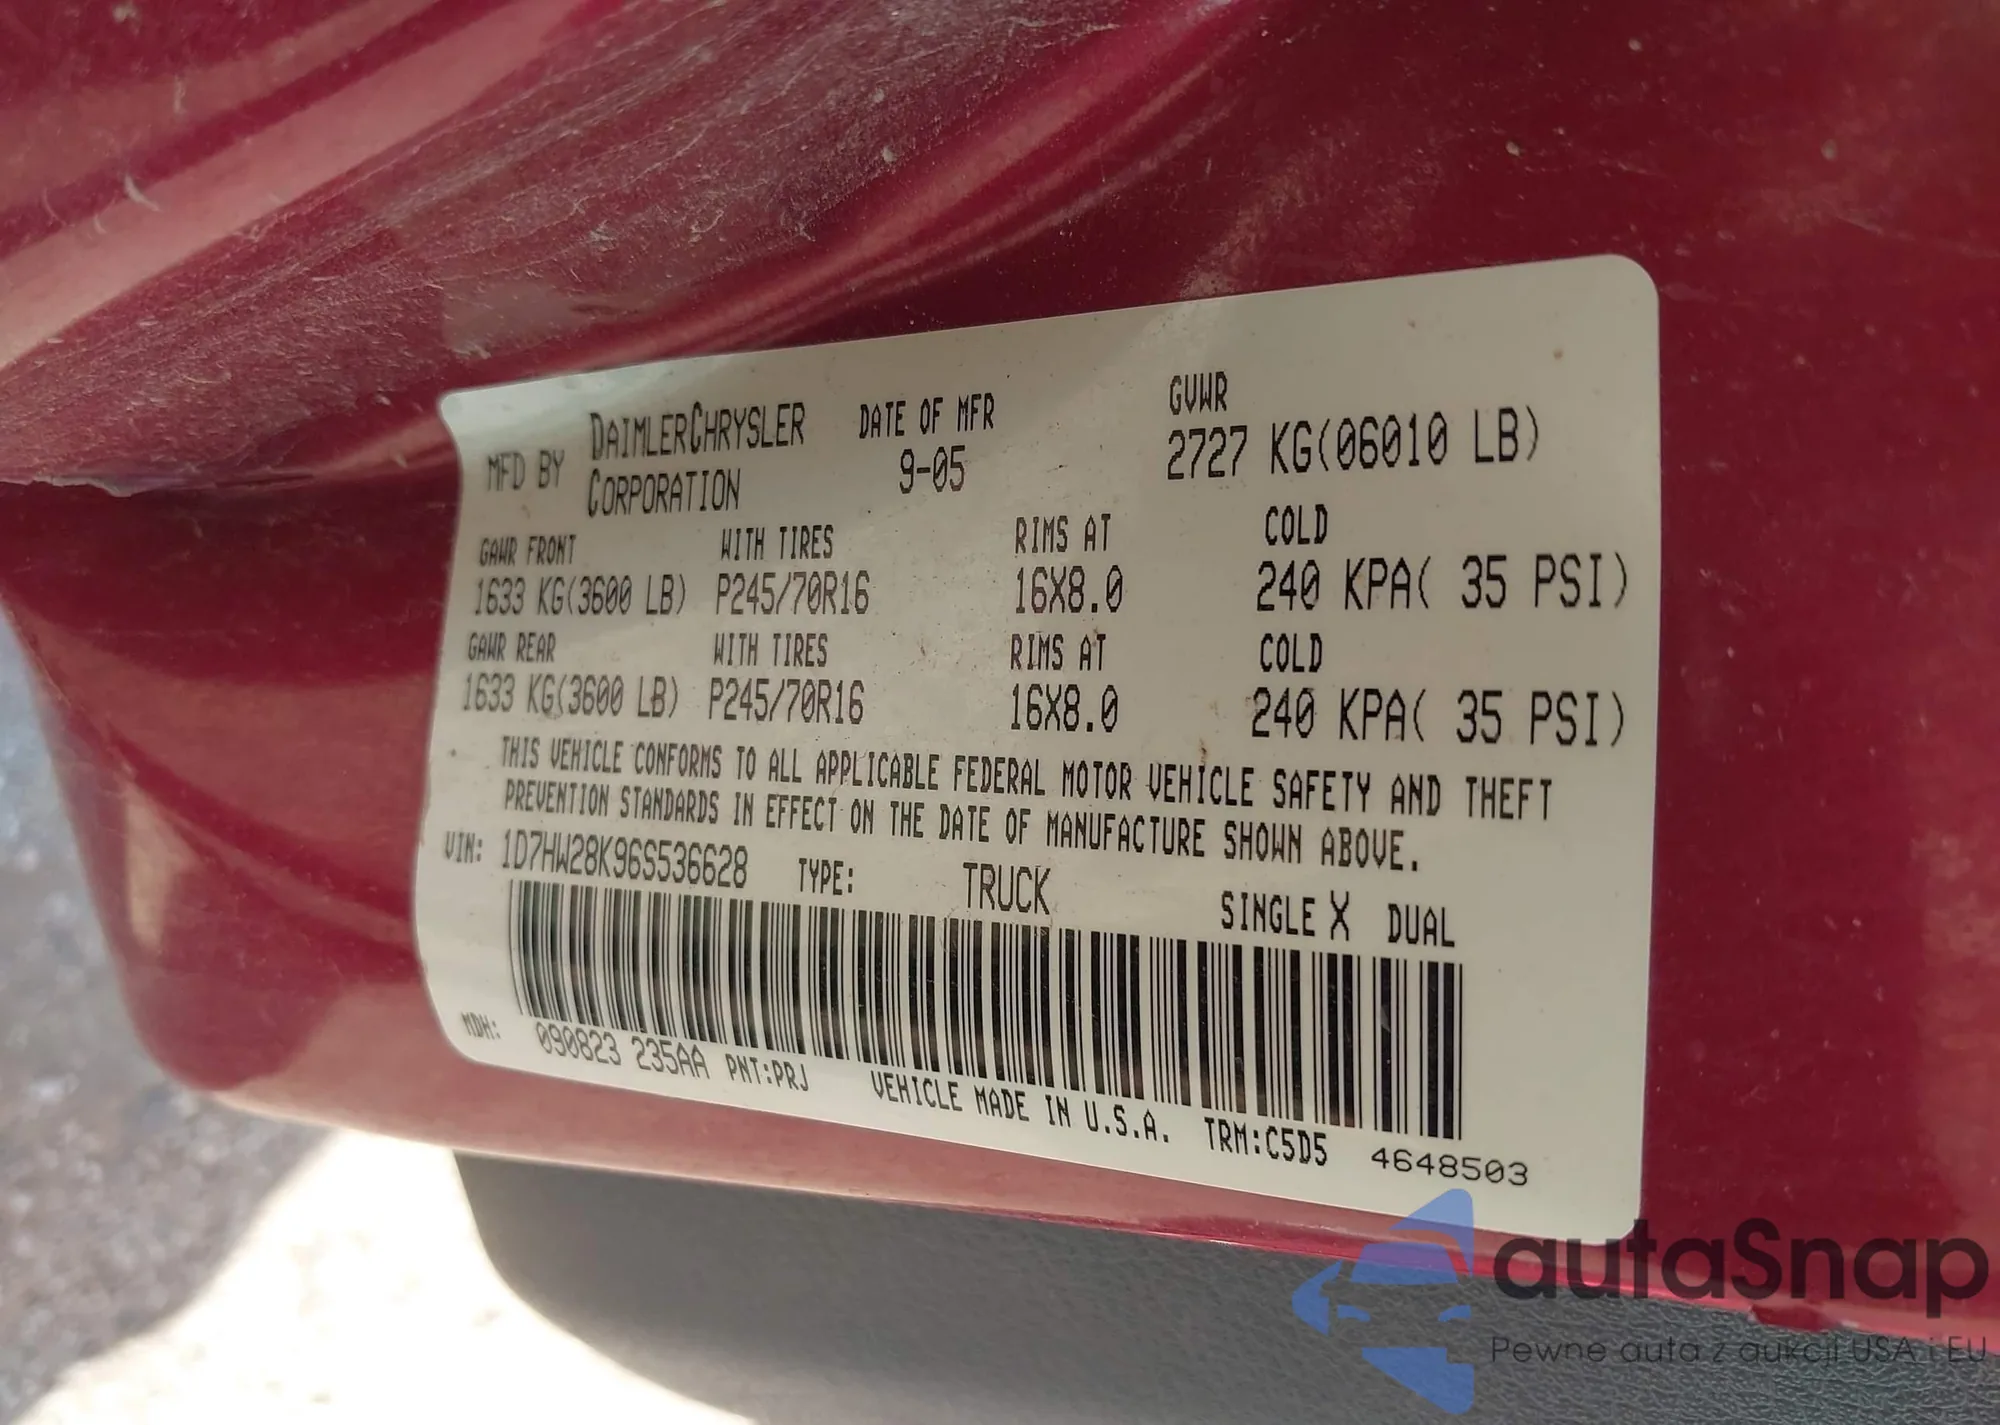 MFD BY DAIMLERCHRYSLER CORPORATION DATE OF MFR 9-05 GVWR 2727 KG(06010 LB)
GAWR FRONT WITH TIRES RIMS AT COLD
1633 KG(3600 LB) P245/70R16 16X8.0 240 KPA( 35 PSI)
GAWR REAR WITH TIRES RIMS AT COLD
1633 KG(3600 LB) P245/70R16 16X8.0 240 KPA( 35 PSI)
THIS VEHICLE CONFORMS TO ALL APPLICABLE FEDERAL MOTOR VEHICLE SAFETY AND THEFT
PREVENTION STANDARDS IN EFFECT ON THE DATE OF MANUFACTURE SHOWN ABOVE.
VIN: 1D7HW28K96S536628 TYPE: TRUCK SINGLE X DUAL
MDH: 090823 235AA PNT:PRJ VEHICLE MADE IN U.S.A. TRM:C5D5 4648503
autaSnap
Pewne auta z aukcji USA i EU